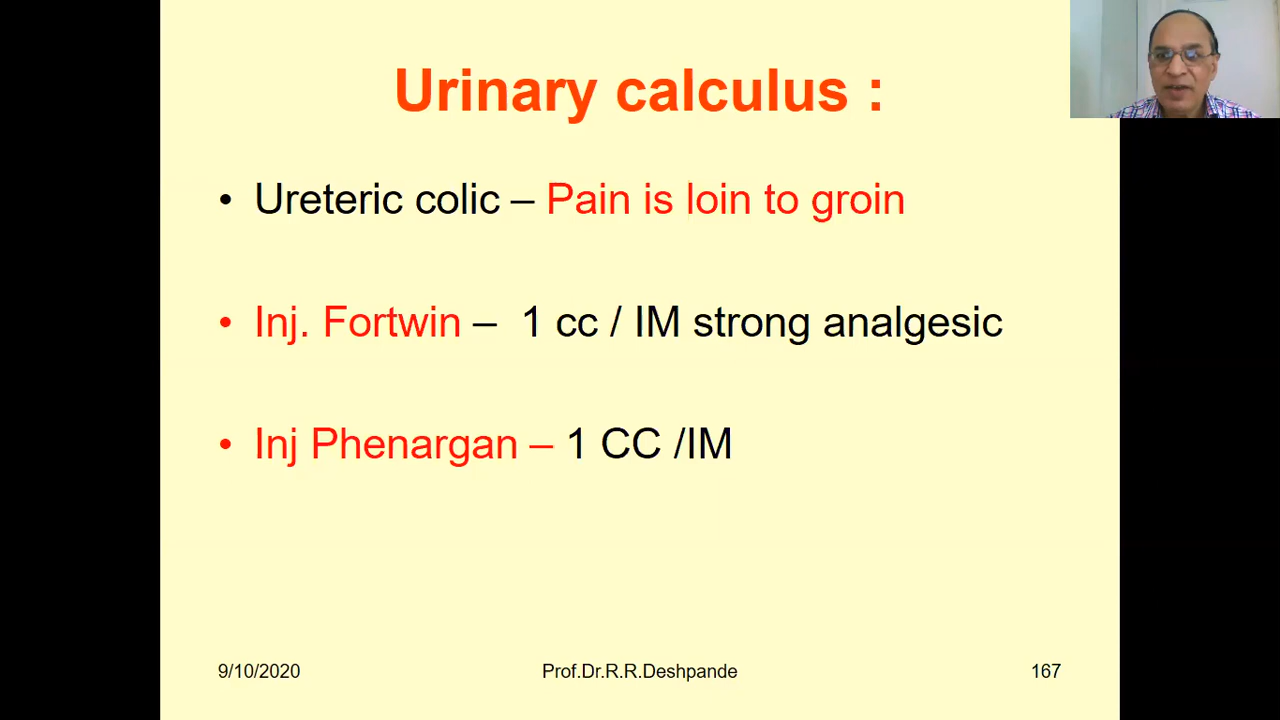 Urinary calculus :
• Ureteric colic – Pain is loin to groin
• Inj. Fortwin – 1 cc / IM strong analgesic
• Inj Phenargan – 1 CC /IM
9/10/2020 Prof.Dr.R.R.Deshpande 167